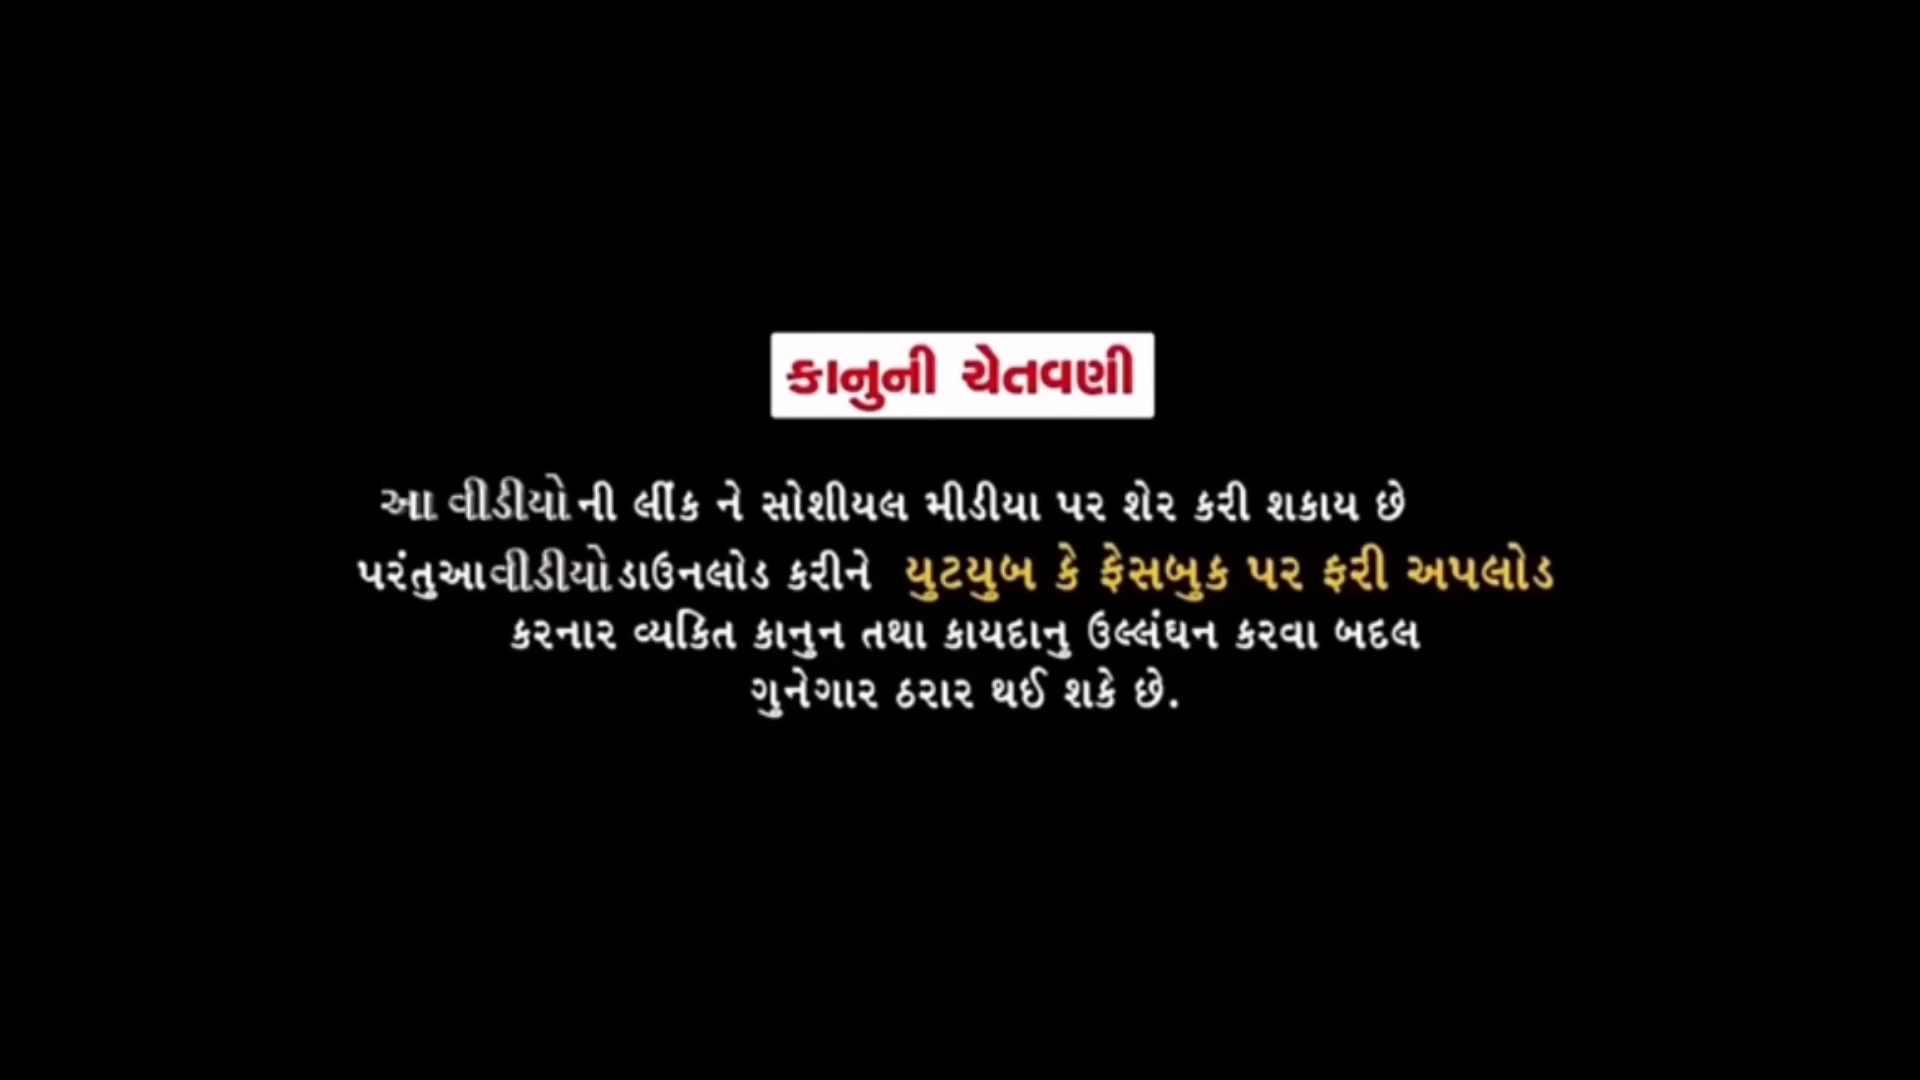 કાનુની ચેતવણી
આ વીડીયો ની લીંક ને સોશીયલ મીડીયા પર શેર કરી શકાય છે
પરંતુઆવીડીયો ડાઉનલોડ કરીને યુટયુબ કે ફેસબુક પર ફરી અપલોડ
કરનાર વ્યકિત કાનુન તથા કાયદાનુ ઉલ્લંઘન કરવા બદલ
ગુનેગાર ઠરાર થઈ શકે છે.